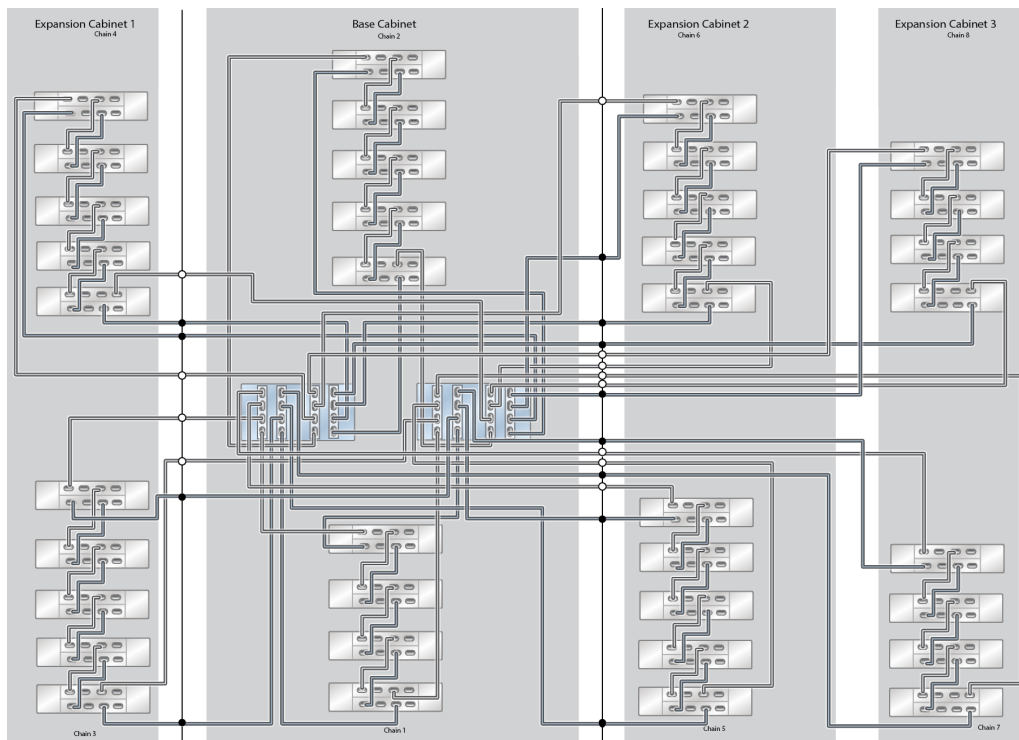 Expansion Cabinet 1
Chain 4
Base Cabinet
Chain 2
Expansion Cabinet 2
Chain 6
Expansion Cabinet 3
Chain 8
Chain 3
Chain 1
Chain 5
Chain 7